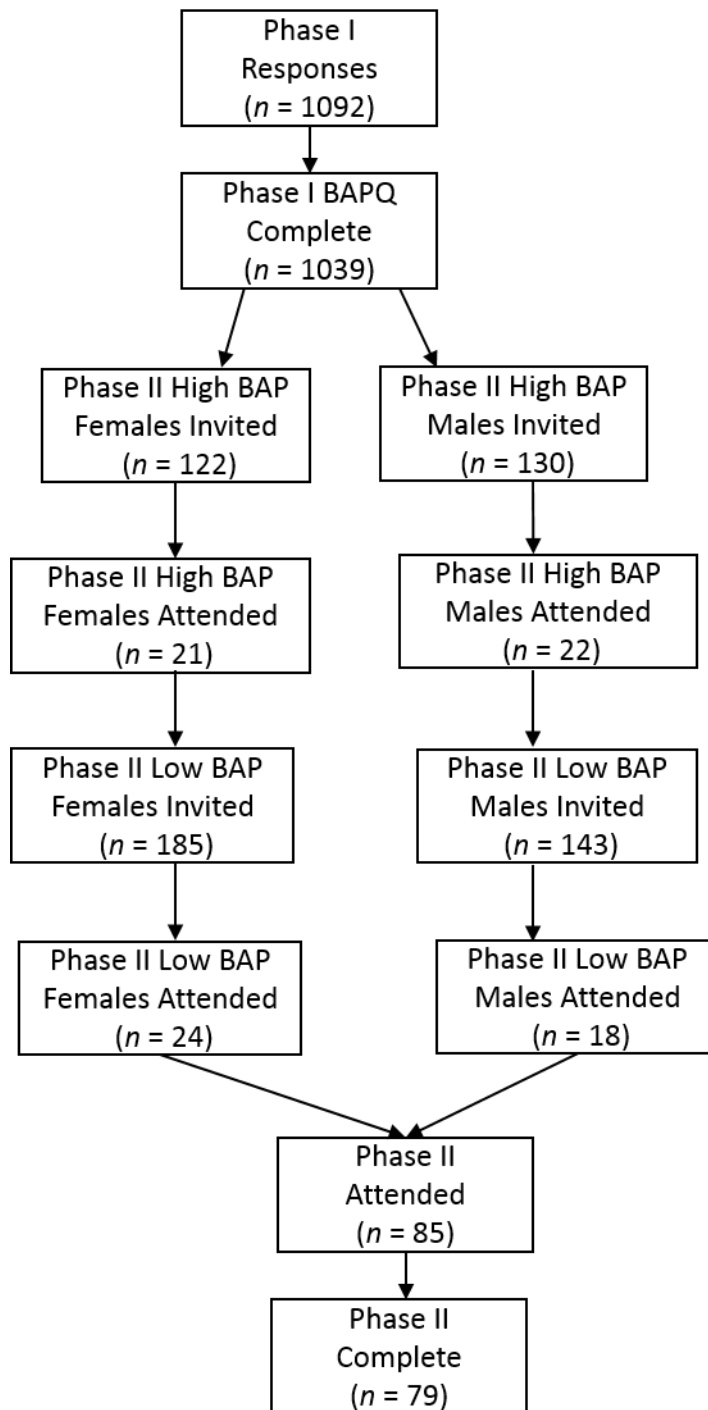 Phase I
Responses
(n = 1092)
Phase I BAPQ
Complete
(n = 1039)
Phase II High BAP
Females Invited
(n = 122)
Phase II High BAP
Males Invited
(n = 130)
Phase II High BAP
Females Attended
(n = 21)
Phase II High BAP
Males Attended
(n = 22)
Phase II Low BAP
Females Invited
(n = 185)
Phase II Low BAP
Males Invited
(n = 143)
Phase II Low BAP
Females Attended
(n = 24)
Phase II Low BAP
Males Attended
(n = 18)
Phase II
Attended
(n = 85)
Phase II
Complete
(n = 79)